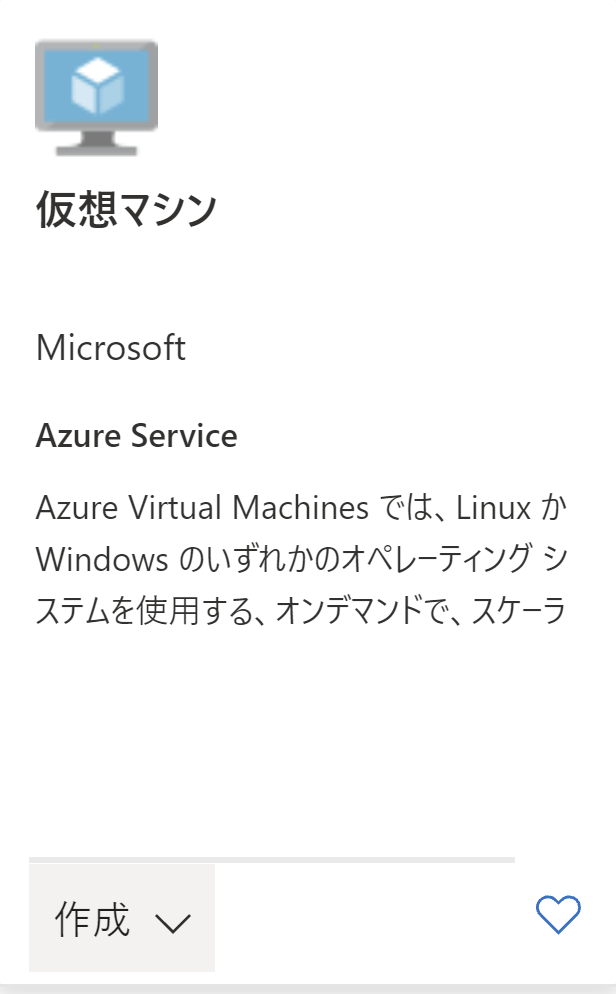 仮想マシン
Microsoft
Azure Service
Azure Virtual Machines では、Linux か
Windows のいずれかのオペレーティング シ
ステムを使用する、オンデマンドで、スケーラ
作成